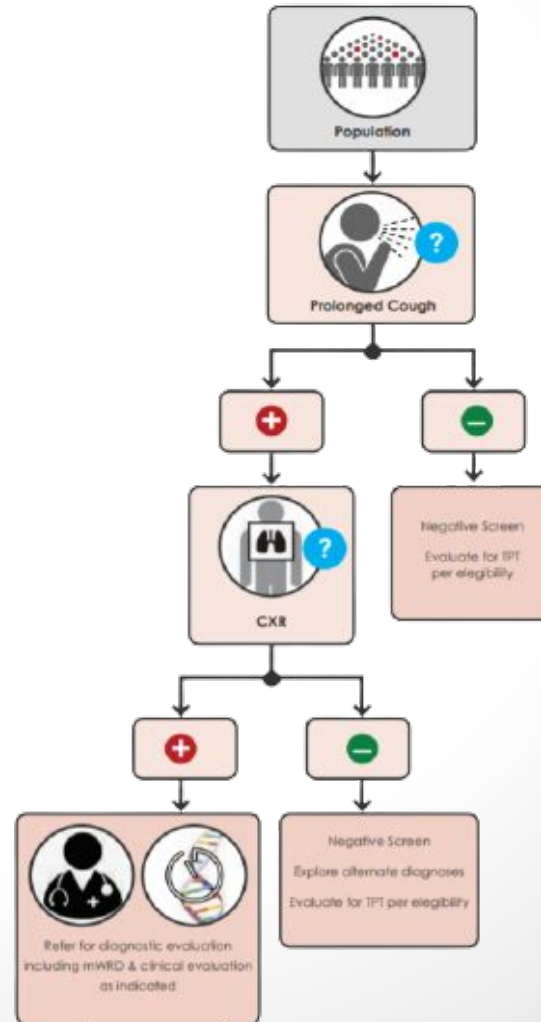 Population
?
Prolonged Cough
+
−
?
CXR
Negative Screen
Evaluate for TPT
per elegibility
+
−
Refer for diagnostic evaluation
including mWRD & clinical evaluation
as indicated
Negative Screen
Explore alternate diagnoses
Evaluate for TPT per elegibility